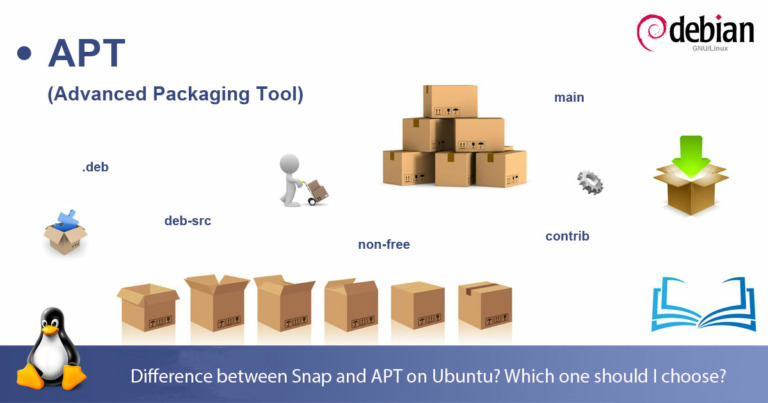 • APT
(Advanced Packaging Tool)
debian
GNU/Linux
main
.deb
deb-src
non-free
contrib
Difference between Snap and APT on Ubuntu? Which one should I choose?